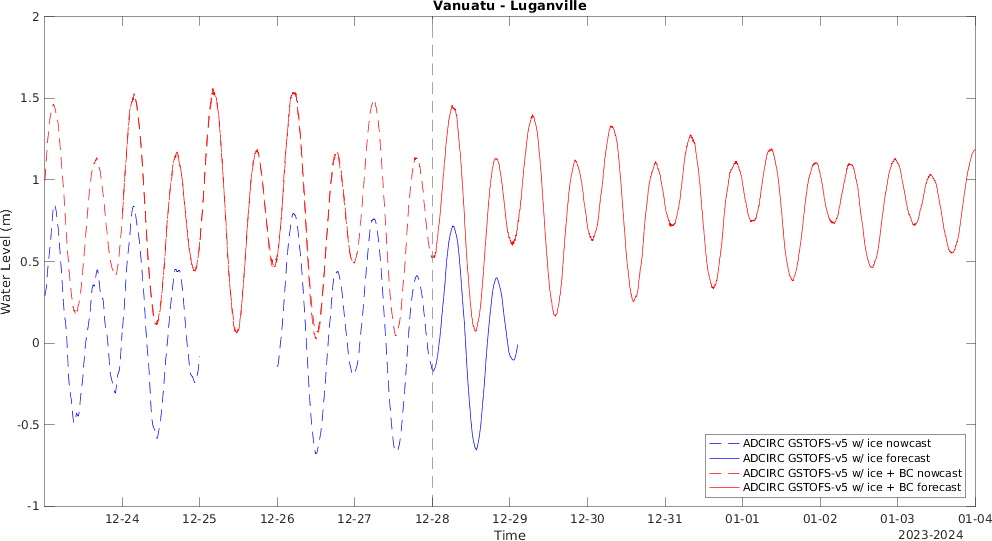 Vanuatu - Luganville
2
1.5
1
0.5
0
-0.5
-1
Water Level (m)
ADCIRC GSTOFS-v5 w/ ice nowcast
ADCIRC GSTOFS-v5 w/ ice forecast
ADCIRC GSTOFS-v5 w/ ice + BC nowcast
ADCIRC GSTOFS-v5 w/ ice + BC forecast
12-24 12-25 12-26 12-27 12-28 12-29 12-30 12-31 01-01 01-02 01-03 01-04
Time
2023-2024